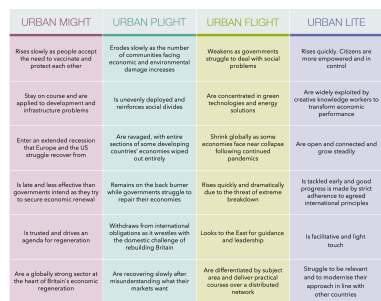 URBAN MIGHT URBAN PLIGHT URBAN FLIGHT URBAN LITE
Rises slowly as people accept
the need to vaccinate and
protect each other
Erodes slowly as the number
of communities facing
economic and environmental
damage increases
Weakens as governments
struggle to deal with social
problems
Rises quickly. Citizens are
more empowered and in
control
Stay on course and are
applied to development and
infrastructure problems
Is unevenly deployed and
reinforces social divides
Are concentrated in green
technologies and energy
solutions
Are widely exploited by
creative knowledge workers to
transform economic
performance
Enter an extended recession
that Europe and the US
struggle recover from
Are ravaged, with entire
sections of some developing
countries' economies wiped
out entirely
Shrink globally as some
economies face near collapse
following continued
pandemics
Are open and connected and
grow steadily
Is late and less effective than
governments intend as they try
to secure economic renewal
Remains on the back burner
while governments struggle to
repair their economies
Rises quickly and dramatically
due to the threat of extreme
breakdown
Is tackled early and good
progress is made by strict
adherence to agreed
international principles
Is trusted and drives an
agenda for regeneration
Withdraws from international
obligations as it wrestles with
the domestic challenge of
rebuilding Britain
Looks to the East for guidance
and leadership
Is facilitative and light
touch
Are a globally strong sector at
the heart of Britain's economic
regeneration
Are recovering slowly after
misunderstanding what their
markets want
Are differentiated by subject
area and deliver practical
courses over a distributed
network
Struggle to be relevant
and to modernise their
approach in line with
other countries